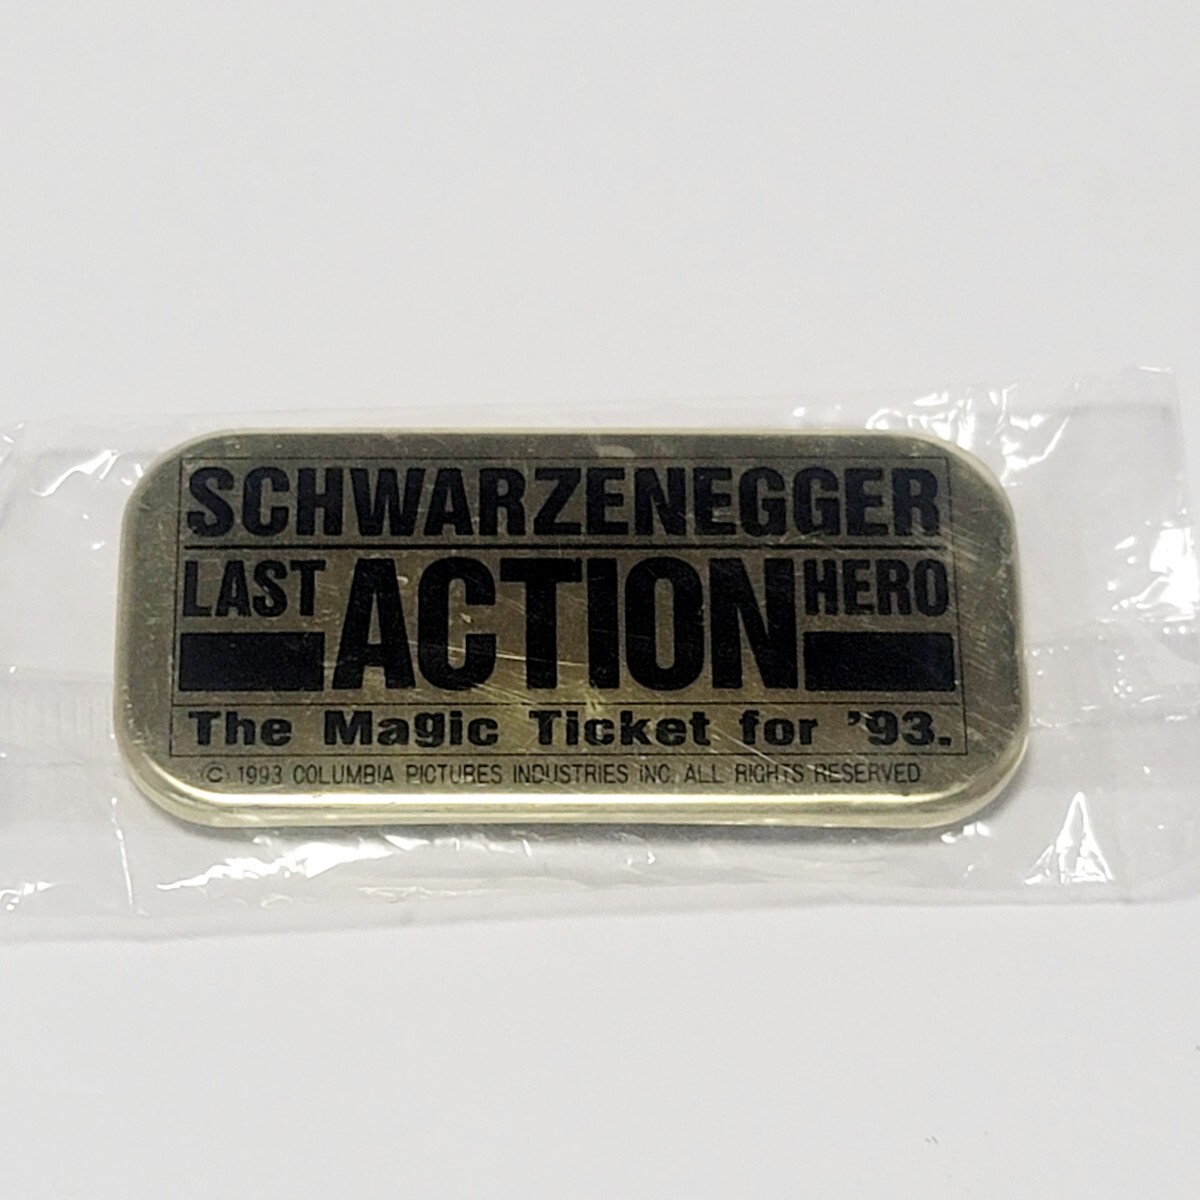 SCHWARZENEGGER
LAST ACTION HERO
The Magic Ticket for '93.
© 1993 COLUMBIA PICTURES INDUSTRIES INC. ALL RIGHTS RESERVED